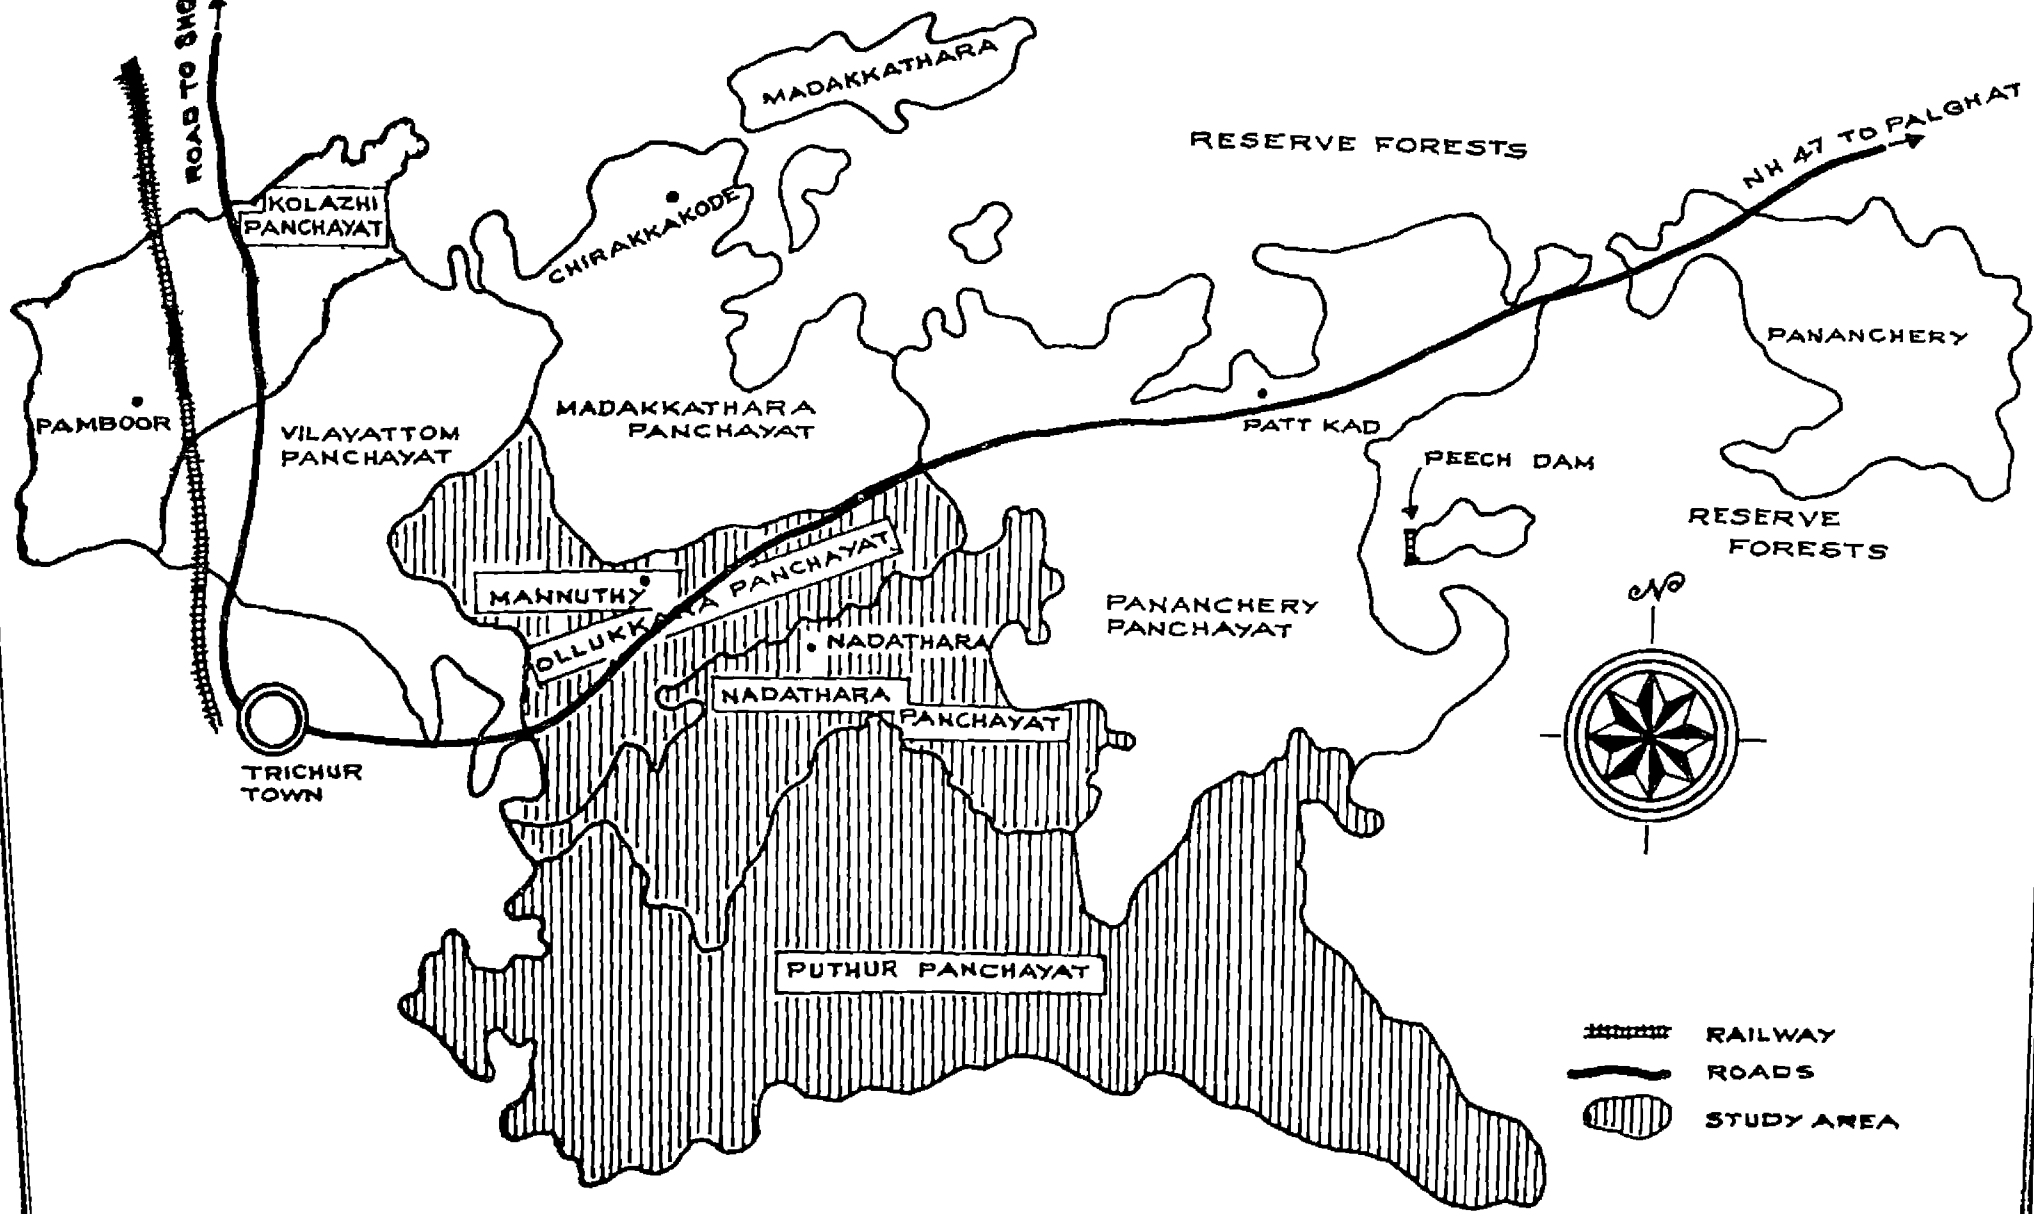 ROAD TO
MADAKKATHARA
RESERVE FORESTS
NH 47 TO PALGHAT
KOLAZHI
PANCHAYAT
CHIRAKKAKODE
PANANCHERY
PAMBOOR
VILAYATTOM
PANCHAYAT
MADAKKATHARA
PANCHAYAT
PATT KAD
PEECH DAM
RESERVE
FORESTS
MANNUTHY
OLLUKKARA PANCHAYAT
NADATHARA
PANANCHERY
PANCHAYAT
N
NADATHARA
PANCHAYAT
TRICHUR
TOWN
PUTHUR PANCHAYAT
RAILWAY
ROADS
STUDY AREA